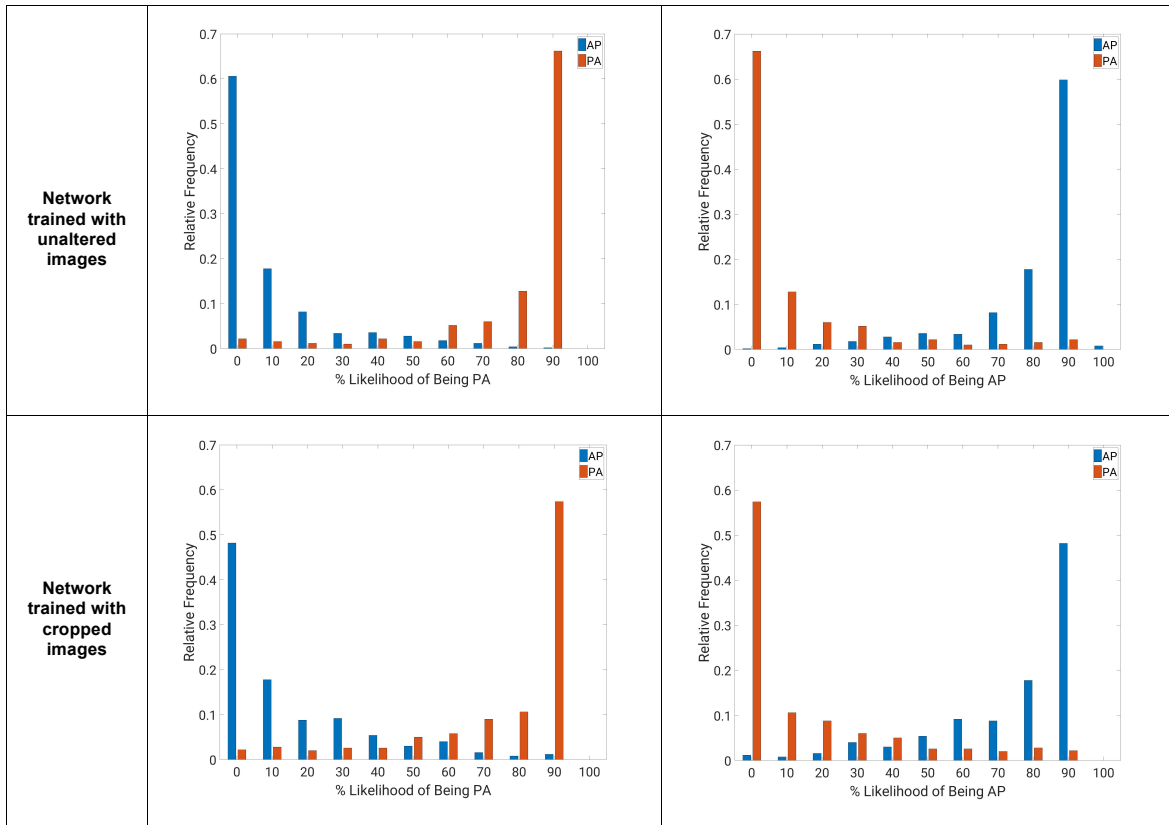 Network
trained with
unaltered
images
0.7
0.6
0.5
0.4
0.3
0.2
0.1
0
Relative Frequency
AP
PA
0 10 20 30 40 50 60 70 80 90 100
% Likelihood of Being PA
0.7
0.6
0.5
0.4
0.3
0.2
0.1
0
Relative Frequency
AP
PA
0 10 20 30 40 50 60 70 80 90 100
% Likelihood of Being AP
Network
trained with
cropped
images
0.7
0.6
0.5
0.4
0.3
0.2
0.1
0
Relative Frequency
AP
PA
0 10 20 30 40 50 60 70 80 90 100
% Likelihood of Being PA
0.7
0.6
0.5
0.4
0.3
0.2
0.1
0
Relative Frequency
AP
PA
0 10 20 30 40 50 60 70 80 90 100
% Likelihood of Being AP